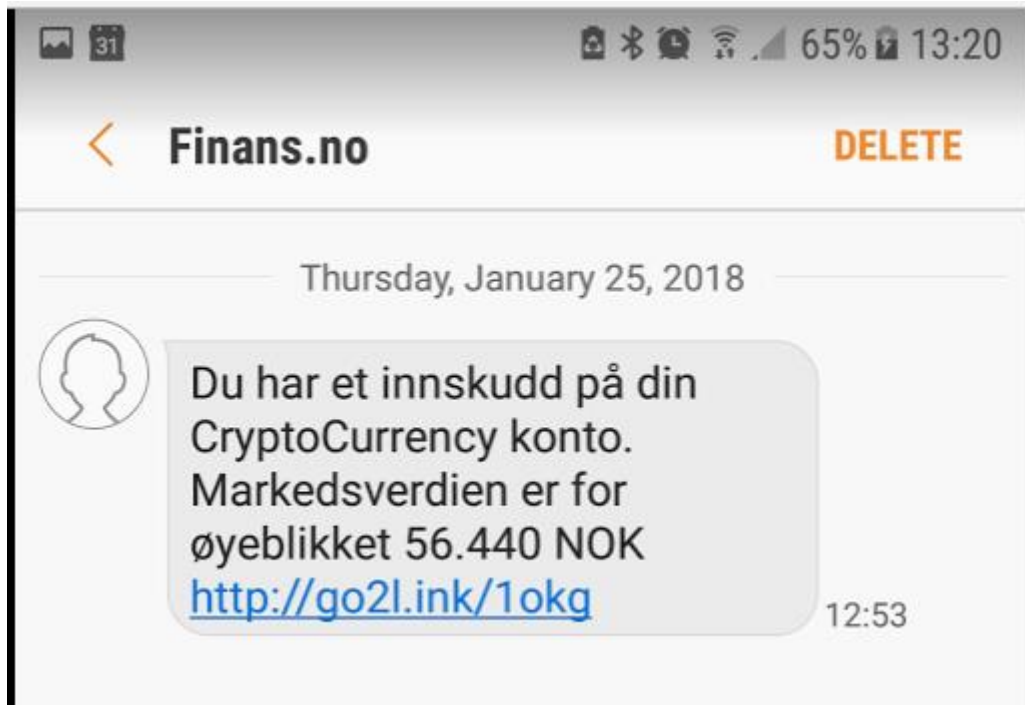 31 65% 13:20
Finans.no DELETE
Thursday, January 25, 2018
Du har et innskudd på din
CryptoCurrency konto.
Markedsverdien er for
øyeblikket 56.440 NOK
http://go2l.ink/1okg
12:53